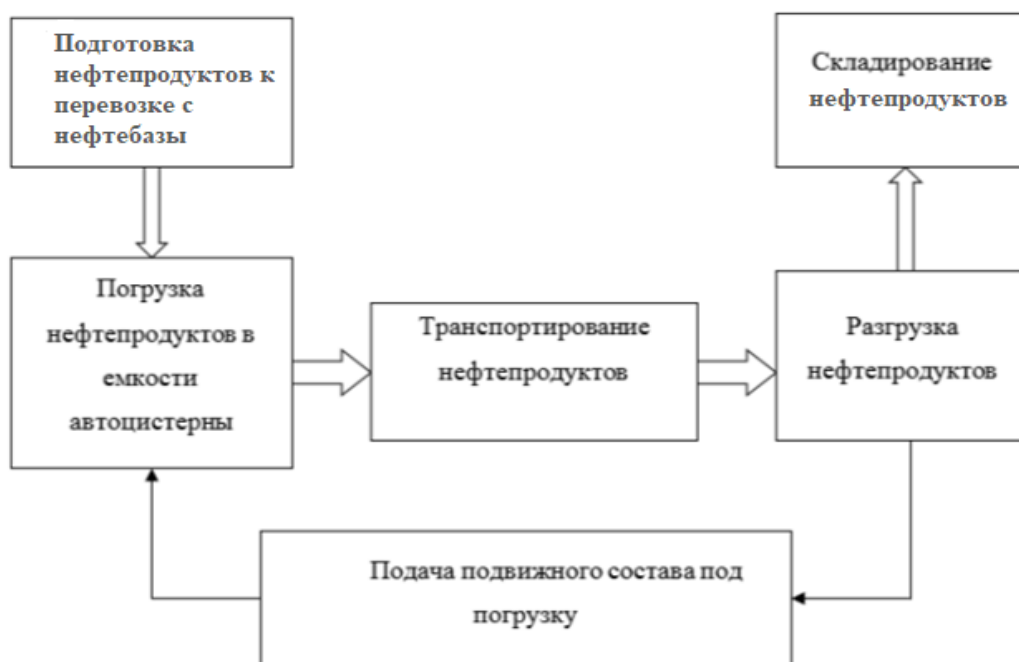 Подготовка
нефтепродуктов к
перевозке с
нефтебазы
Складирование
нефтепродуктов
Погрузка
нефтепродуктов в
емкости
автоцистерны
Транспортирование
нефтепродуктов
Разгрузка
нефтепродуктов
Подача подвижного состава под
погрузку